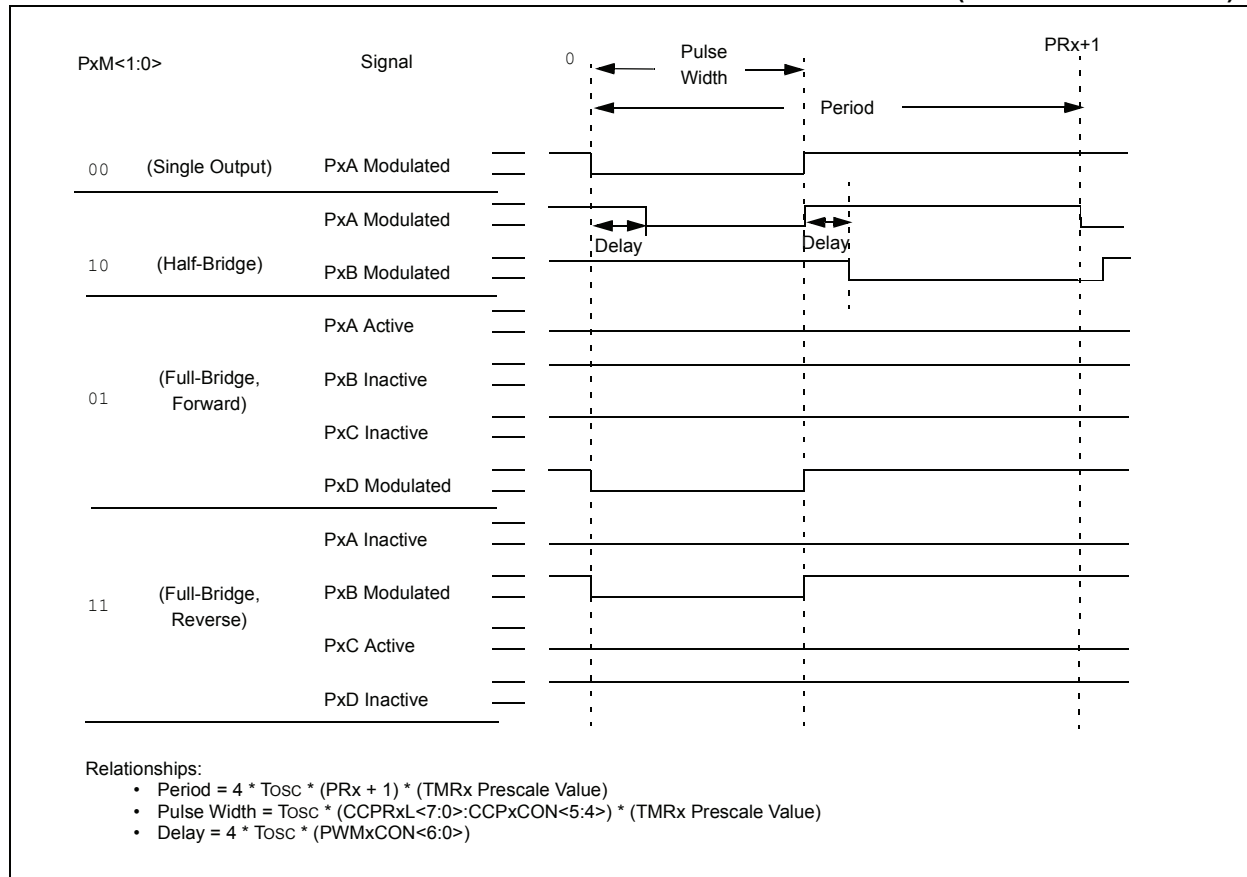 PxM<1:0>
Signal
0
Pulse
Width
PRx+1
Period
00
(Single Output)
PxA Modulated
PxA Modulated
Delay
Delay
10
(Half-Bridge)
PxB Modulated
PxA Active
(Full-Bridge,
Forward)
PxB Inactive
01
PxC Inactive
PxD Modulated
PxA Inactive
11
(Full-Bridge,
Reverse)
PxB Modulated
PxC Active
PxD Inactive
Relationships:
• Period = 4 * TOSC * (PRx + 1) * (TMRx Prescale Value)
• Pulse Width = TOSC * (CCPRxL<7:0>:CCPxCON<5:4>) * (TMRx Prescale Value)
• Delay = 4 * TOSC * (PWMxCON<6:0>)